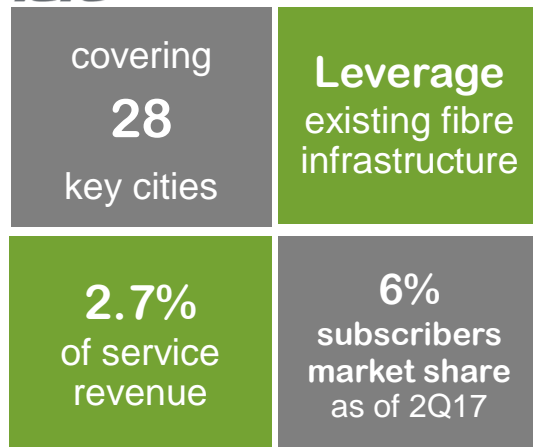 covering
28
key cities
Leverage
existing fibre
infrastructure
2.7%
of service
revenue
6%
subscribers
market share
as of 2Q17